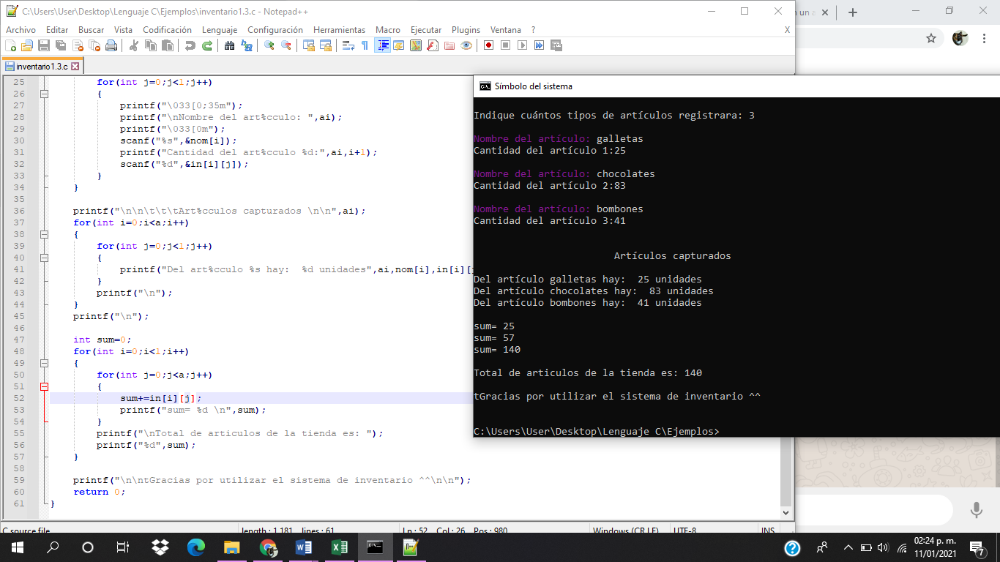 C:\Users\User\Desktop\Lenguaje C\Ejemplos\inventario1.3.c - Notepad++
Archivo Editar Buscar Vista Codificación Lenguaje Configuración Herramientas Macro Ejecutar Plugins Ventana ? X
inventario1.3.c
25 for(int j=0;j<1;j++)
26 {
27 printf("\033[0;35m");
28 printf("\nNombre del art%cculo: ",ai);
29 printf("\033[0m");
30 scanf("%s",&nom[i]);
31 printf("Cantidad del art%cculo %d:",ai,i+1);
32 scanf("%d",&in[i][j]);
33 }
34 }
35
36 printf("\n\n\t\t\tArt%cculos capturados \n\n",ai);
37 for(int i=0;i<a;i++)
38 {
39 for(int j=0;j<1;j++)
40 {
41 printf("Del art%cculo %s hay:  %d unidades",ai,nom[i],in[i][j
42 }
43 printf("\n");
44 }
45 printf("\n");
46
47 int sum=0;
48 for(int i=0;i<1;i++)
49 {
50 for(int j=0;j<a;j++)
51 {
52 sum+=in[i][j];
53 printf("sum= %d \n",sum);
54 }
55 printf("\nTotal de articulos de la tienda es: ");
56 printf("%d",sum);
57 }
58
59 printf("\n\ntGracias por utilizar el sistema de inventario ^^\n\n");
60 return 0;
61 }
C source file length : 1,181 lines : 61 Ln : 52 Col : 26 Pos : 980 Windows (CR LF) UTF-8 INS
Símbolo del sistema
Indique cuántos tipos de artículos registrara: 3
Nombre del artículo: galletas
Cantidad del artículo 1:25
Nombre del artículo: chocolates
Cantidad del artículo 2:83
Nombre del artículo: bombones
Cantidad del artículo 3:41
Artículos capturados
Del artículo galletas hay:  25 unidades
Del artículo chocolates hay:  83 unidades
Del artículo bombones hay:  41 unidades
sum= 25
sum= 57
sum= 140
Total de articulos de la tienda es: 140
tGracias por utilizar el sistema de inventario ^^
C:\Users\User\Desktop\Lenguaje C\Ejemplos>
02:24 p. m.
11/01/2021
7